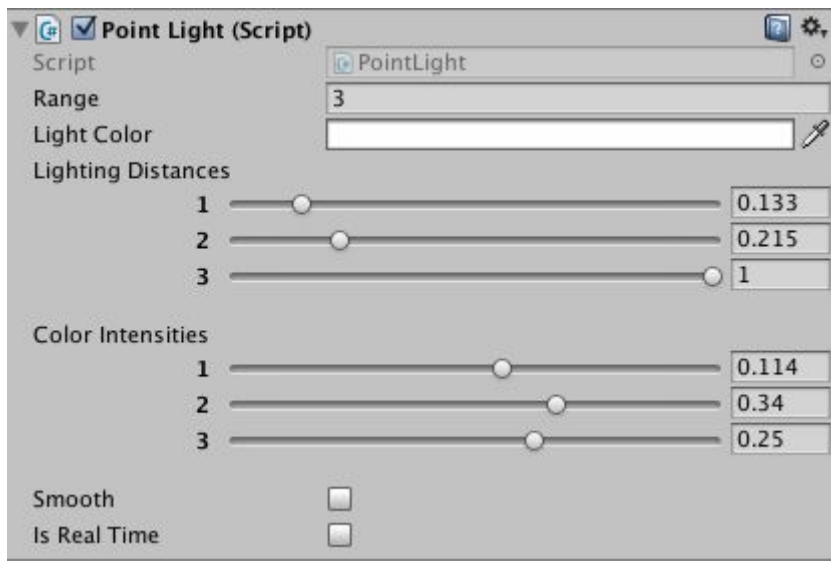 Point Light (Script)
Script PointLight
Range 3
Light Color
Lighting Distances
1 0.133
2 0.215
3 1
Color Intensities
1 0.114
2 0.34
3 0.25
Smooth
Is Real Time